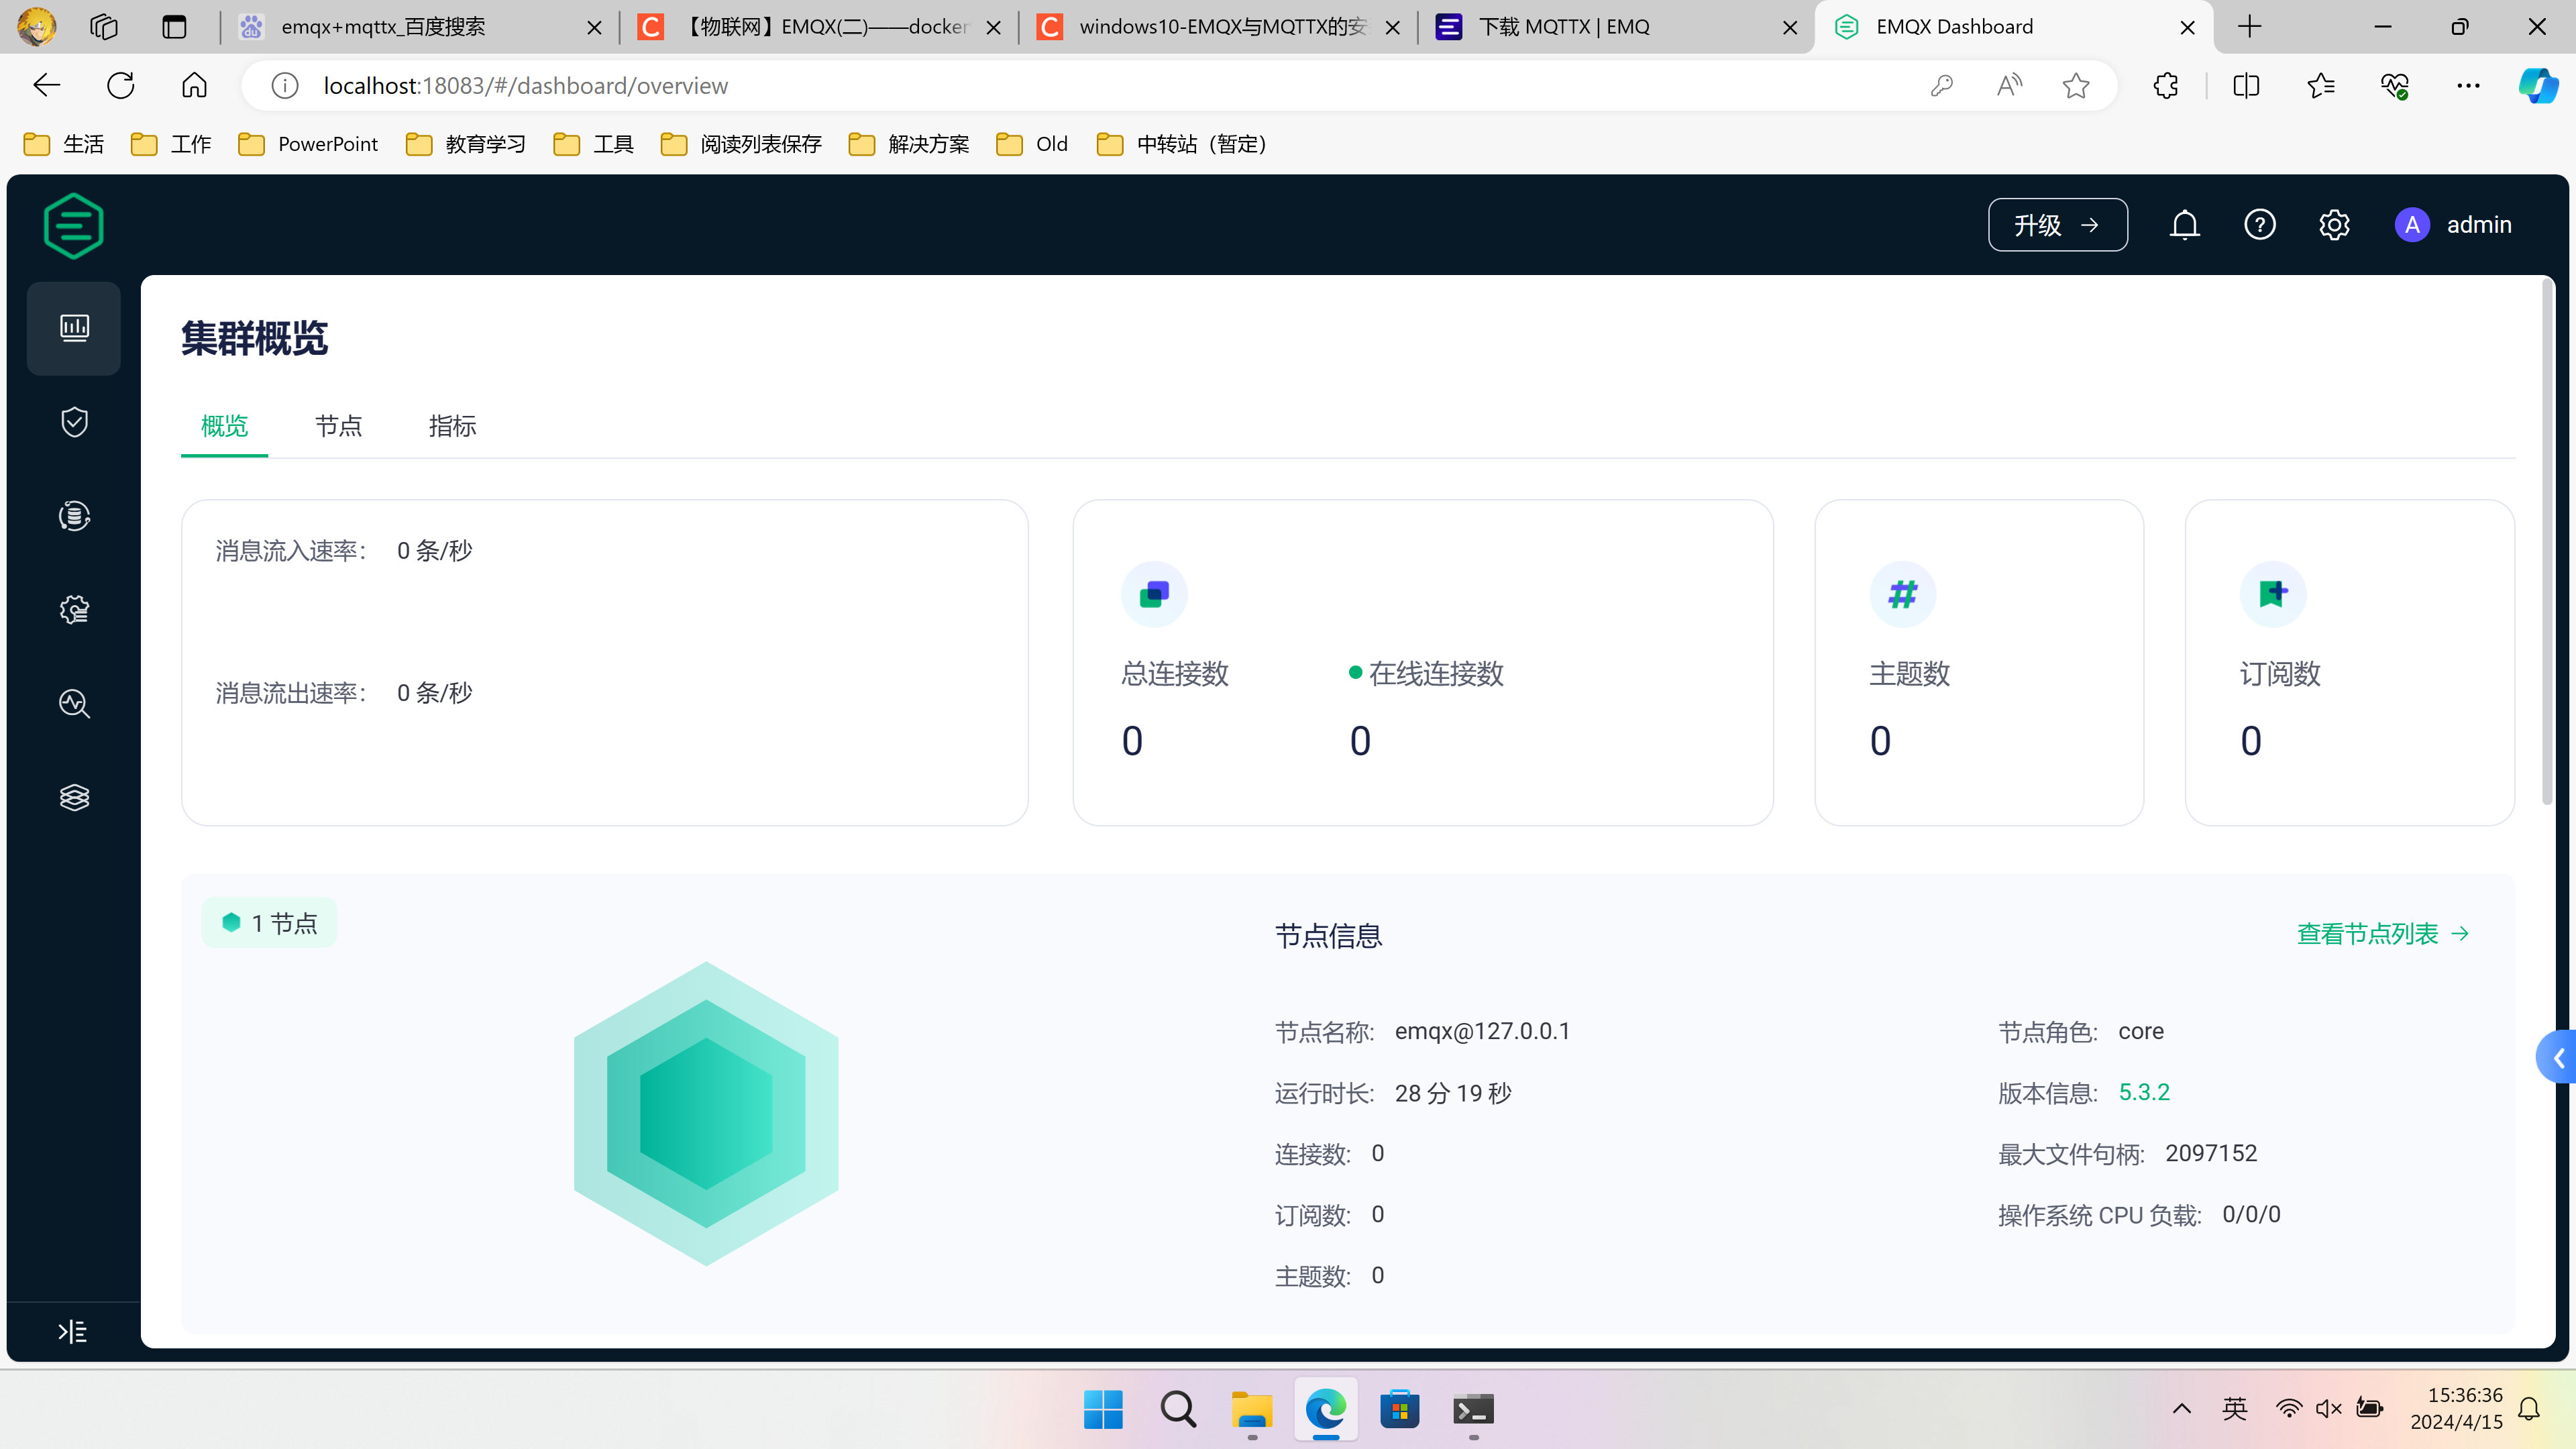 emqx+mqttx_百度搜索
【物联网】EMQX(二)——docker
windows10-EMQX与MQTTX的安
下载 MQTTX | EMQ
EMQX Dashboard
localhost:18083/#/dashboard/overview
生活
工作
PowerPoint
教育学习
工具
阅读列表保存
解决方案
Old
中转站（暂定）
升级 →
A
admin
集群概览
概览
节点
指标
消息流入速率： 0 条/秒
消息流出速率： 0 条/秒
总连接数
0
在线连接数
0
主题数
0
订阅数
0
1 节点
节点信息
查看节点列表 →
节点名称: emqx@127.0.0.1
节点角色: core
运行时长: 28 分 19 秒
版本信息: 5.3.2
连接数: 0
最大文件句柄: 2097152
订阅数: 0
操作系统 CPU 负载: 0/0/0
主题数: 0
英
15:36:36
2024/4/15